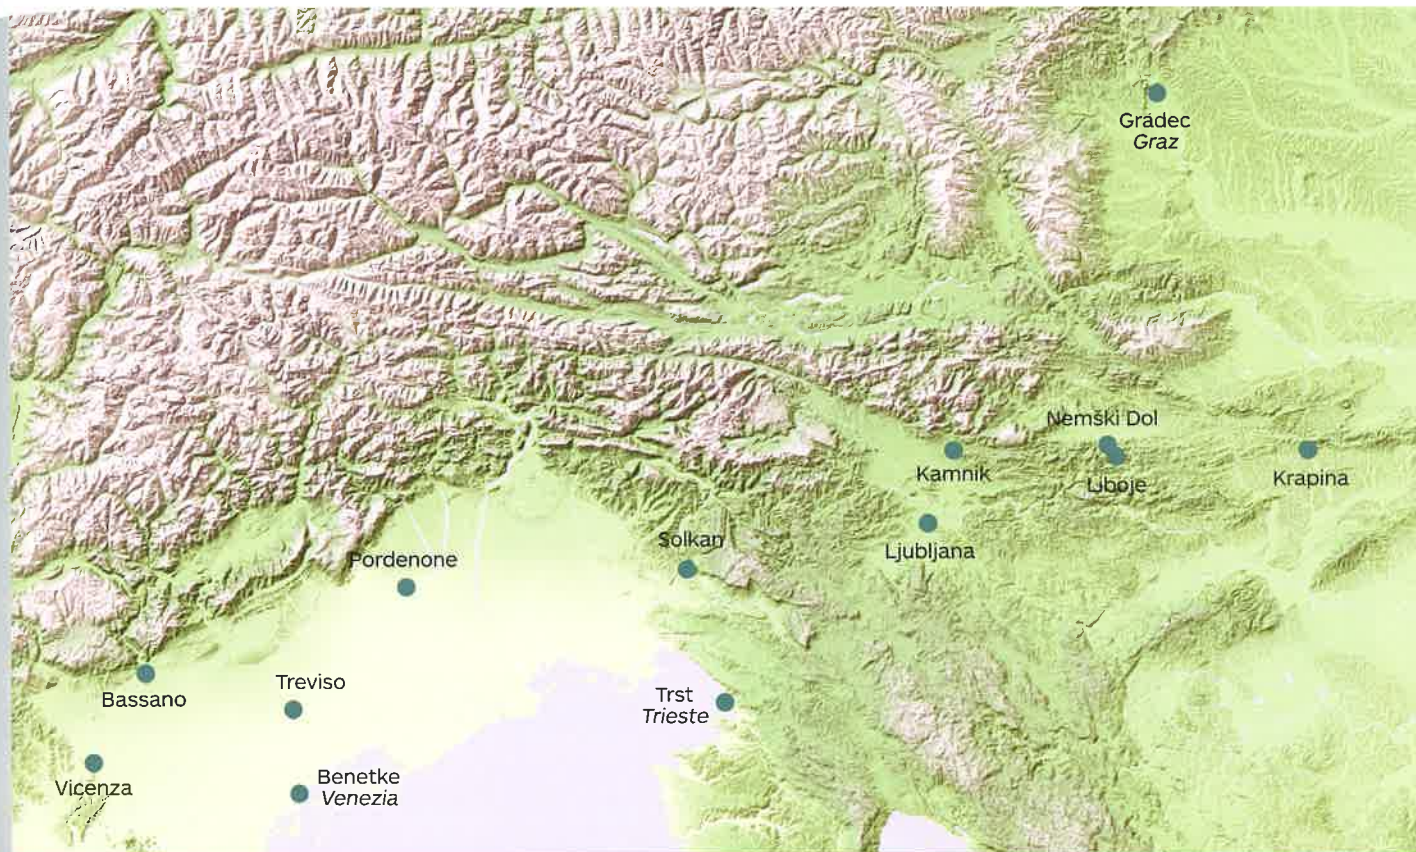 Gradec
Graz
Nemški Dol
Kamnik
Liboje
Krapina
Ljubljana
Solkan
Pordenone
Treviso
Bassano
Trst
Trieste
Vicenza
Benetke
Venezia